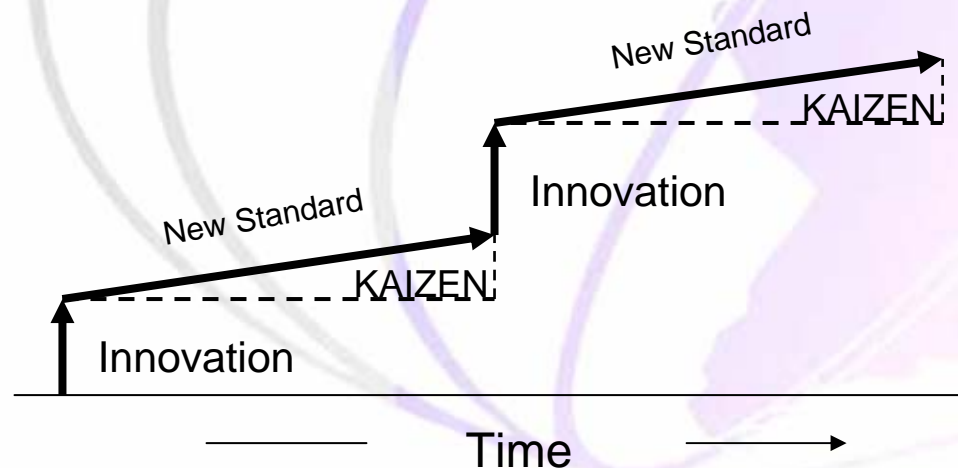 New Standard
KAIZEN
Innovation
New Standard
KAIZEN
Innovation
Time